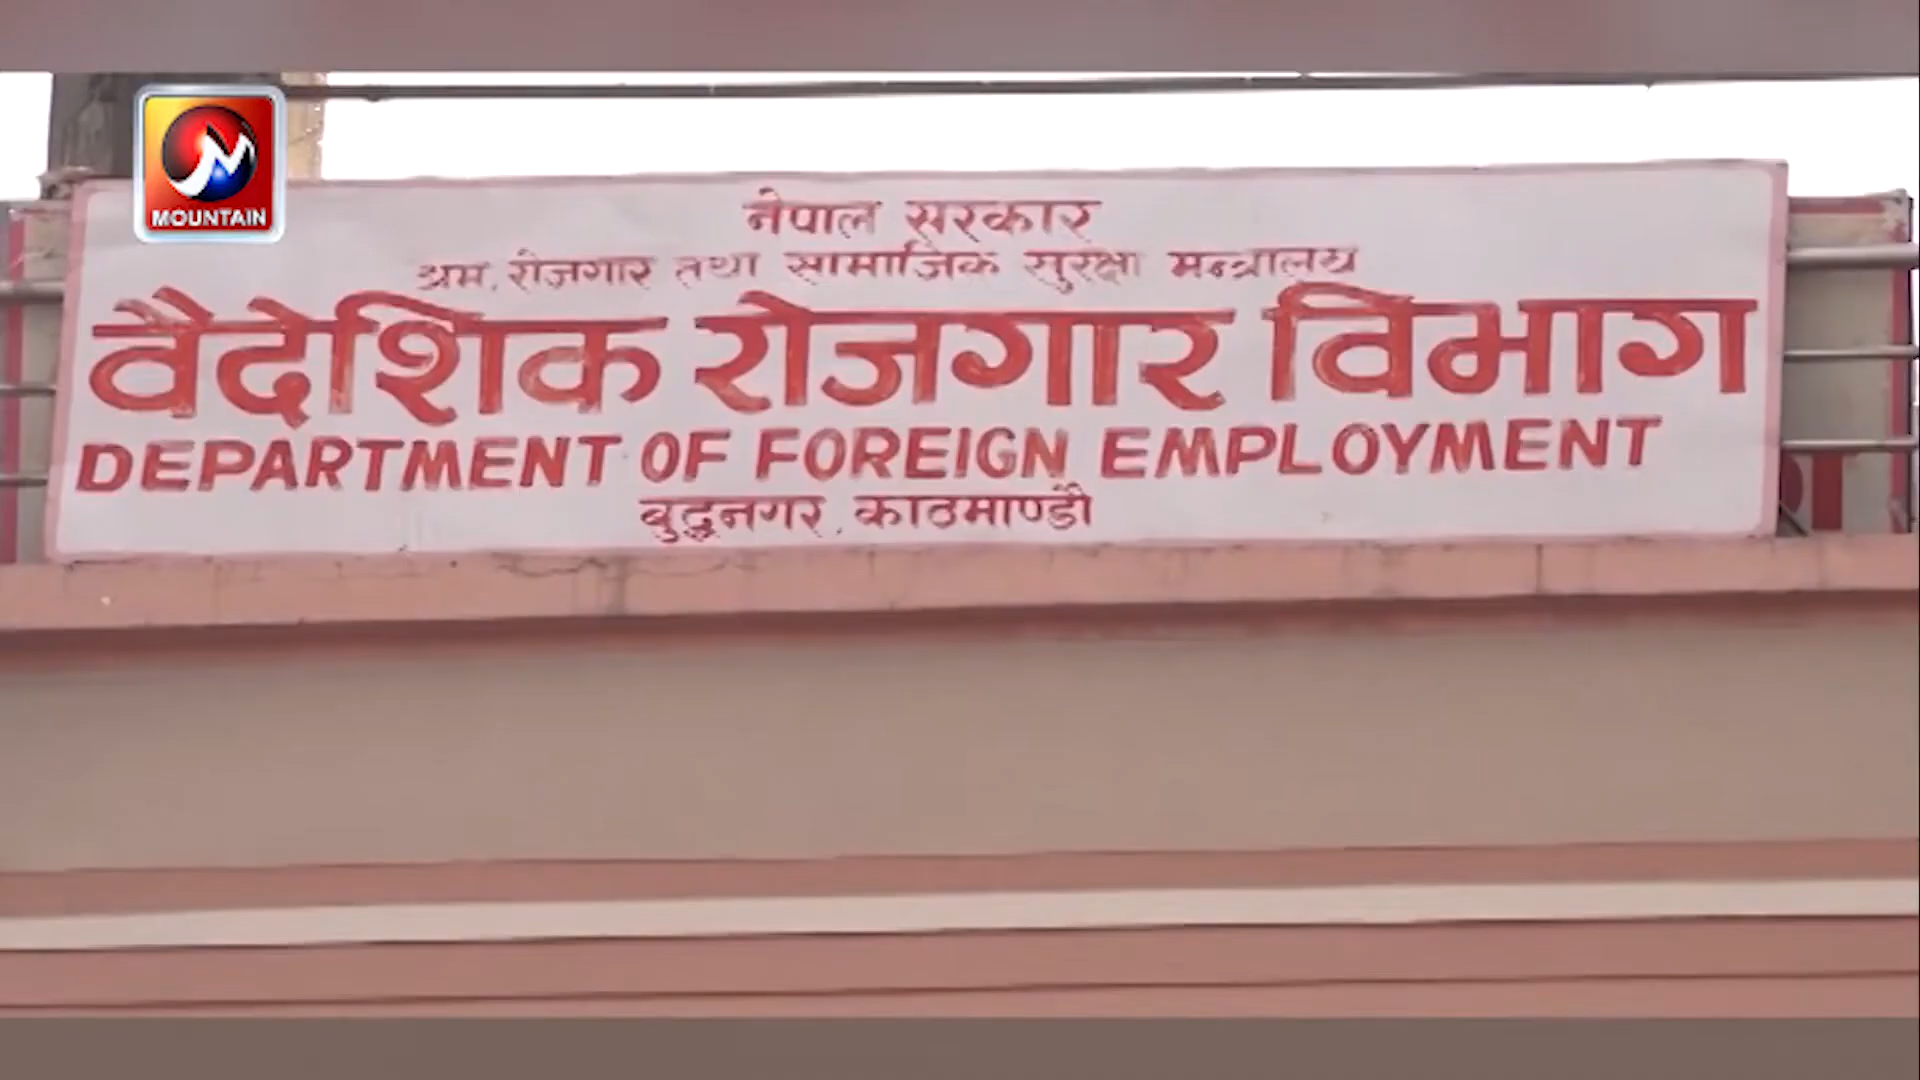 MOUNTAIN
नेपाल सरकार
श्रम, रोजगार तथा सामाजिक सुरक्षा मन्त्रालय
वैदेशिक रोजगार विभाग
DEPARTMENT OF FOREIGN EMPLOYMENT
बुद्धनगर, काठमाण्डौ